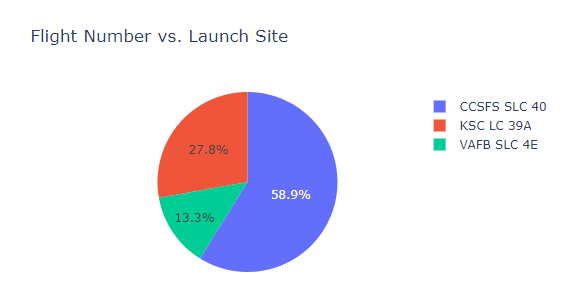 Flight Number vs. Launch Site
CCSFS SLC 40
KSC LC 39A
VAFB SLC 4E
27.8%
58.9%
13.3%